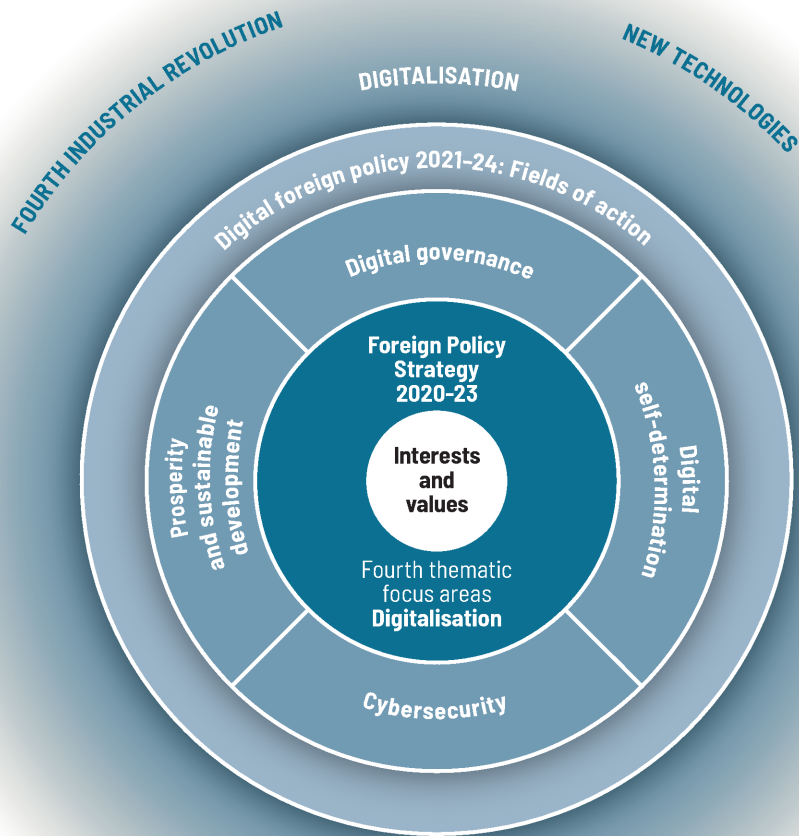 FOURTH INDUSTRIAL REVOLUTION
DIGITALISATION
NEW TECHNOLOGIES
Digital foreign policy 2021–24: Fields of action
Digital governance
Foreign Policy
Strategy
2020-23
Interests
and
values
Fourth thematic
focus areas
Digitalisation
Prosperity
and sustainable
development
Digital
self-determination
Cybersecurity